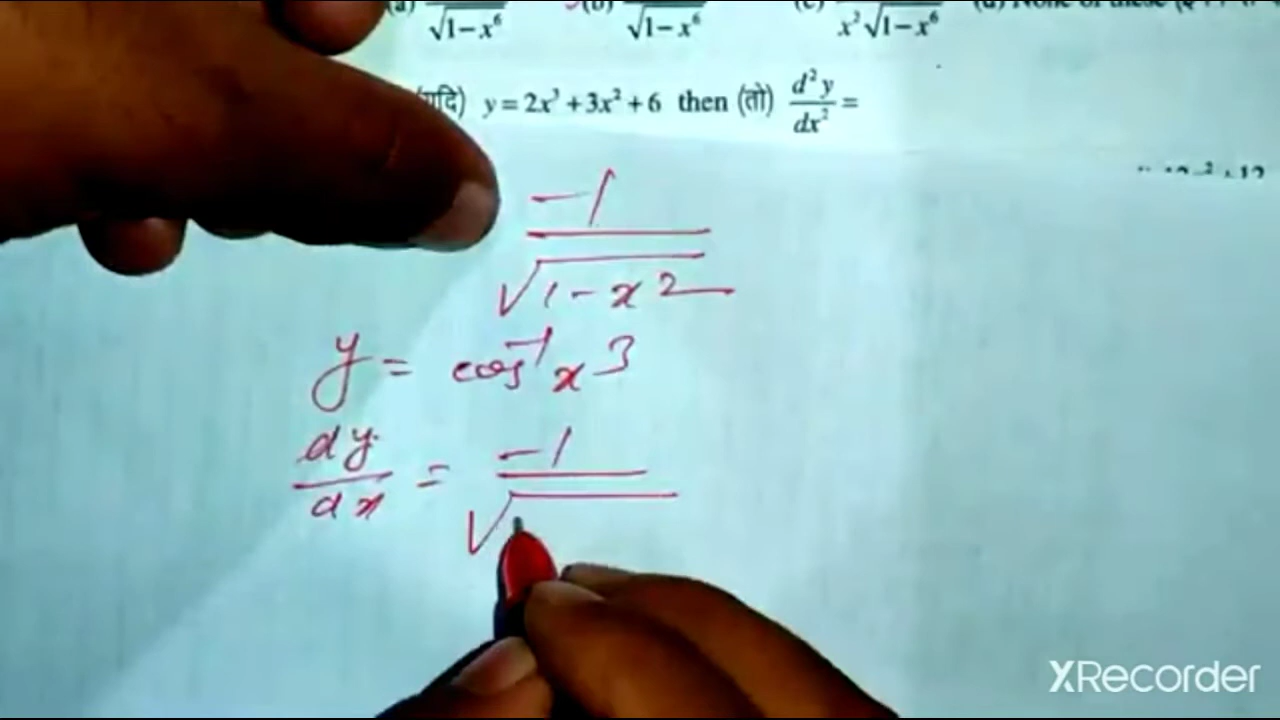 √1-x⁶ (b) √1-x⁶ (c) x²√1-x⁶
(यदि) y = 2x³ + 3x² + 6 then (तो) d²y/dx² =
-1/√1-x2
y = cos⁻¹x3
dy/dx = -1/√
XRecorder